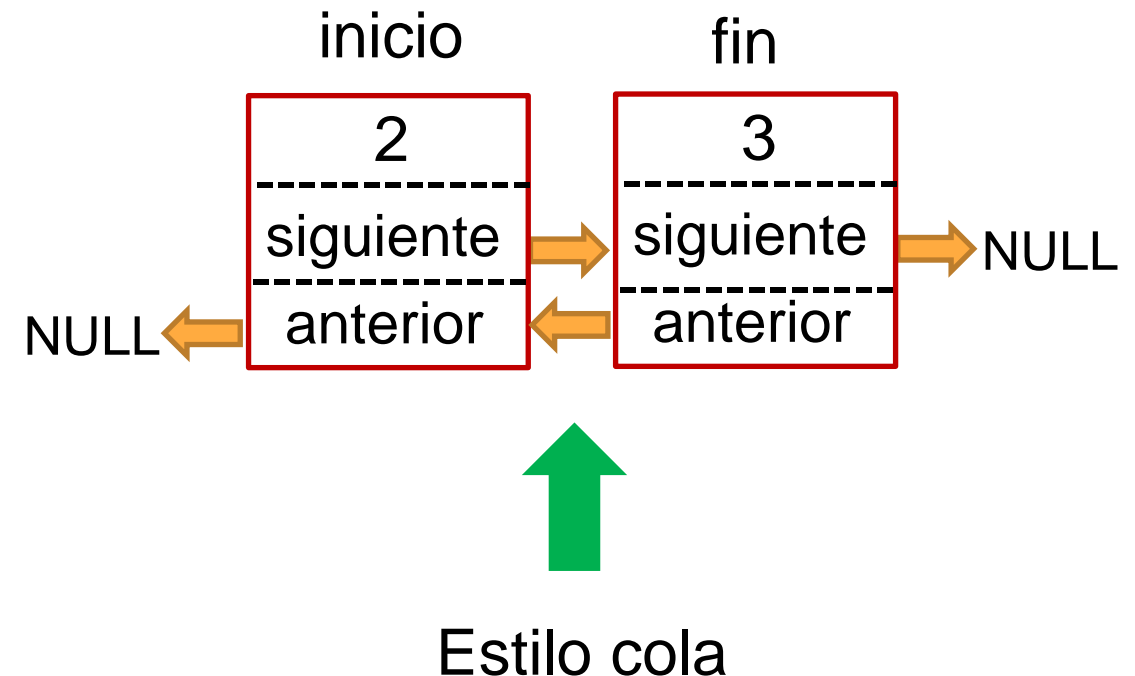 inicio fin
2 3
siguiente siguiente NULL
NULL anterior anterior
Estilo cola